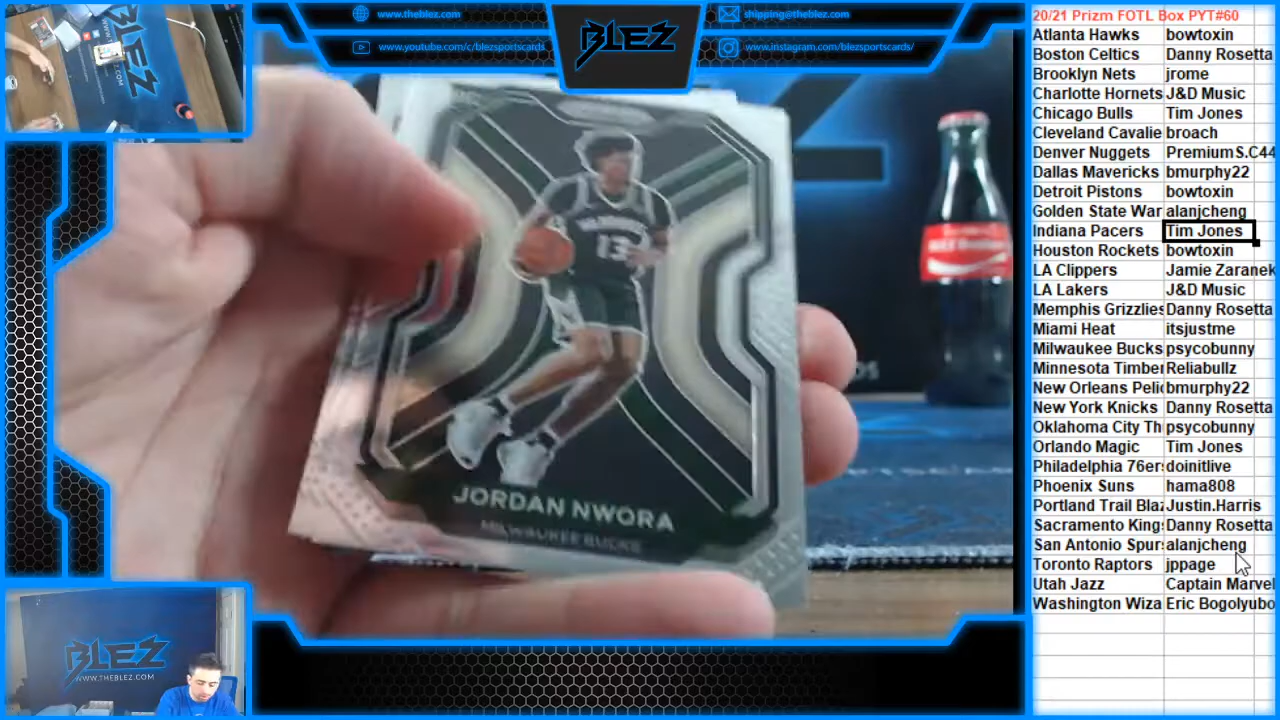 www.theblez.com
shipping@theblez.com
www.youtube.com/c/blezsportscards
www.instagram.com/blezsportscards/
BLEZ
20/21 Prizm FOTL Box PYT#60
Atlanta Hawks bowtoxin
Boston Celtics Danny Rosetta
Brooklyn Nets jrome
Charlotte Hornets J&D Music
Chicago Bulls Tim Jones
Cleveland Cavalie broach
Denver Nuggets PremiumS.C44
Dallas Mavericks bmurphy22
Detroit Pistons bowtoxin
Golden State War alanjcheng
Indiana Pacers Tim Jones
Houston Rockets bowtoxin
LA Clippers Jamie Zaranek
LA Lakers J&D Music
Memphis Grizzlies Danny Rosetta
Miami Heat itsjustme
Milwaukee Bucks psycobunny
Minnesota Timber Reliabullz
New Orleans Peli bmurphy22
New York Knicks Danny Rosetta
Oklahoma City Th psycobunny
Orlando Magic Tim Jones
Philadelphia 76er doinitlive
Phoenix Suns hama808
Portland Trail Bla Justin.Harris
Sacramento King Danny Rosetta
San Antonio Spur alanjcheng
Toronto Raptors jppage
Utah Jazz Captain Marvel
Washington Wiza Eric Bogolyubo
13
JORDAN NWORA
MILWAUKEE BUCKS
BLEZ
BLEZ
WWW.THEBLEZ.COM